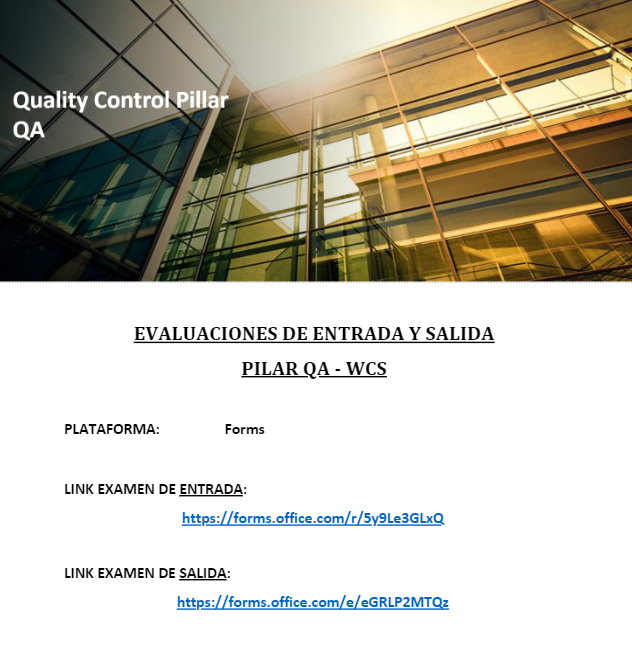 Quality Control Pillar
QA
EVALUACIONES DE ENTRADA Y SALIDA
PILAR QA - WCS
PLATAFORMA: Forms
LINK EXAMEN DE ENTRADA:
https://forms.office.com/r/5y9Le3GLxQ
LINK EXAMEN DE SALIDA:
https://forms.office.com/e/eGRLP2MTQz